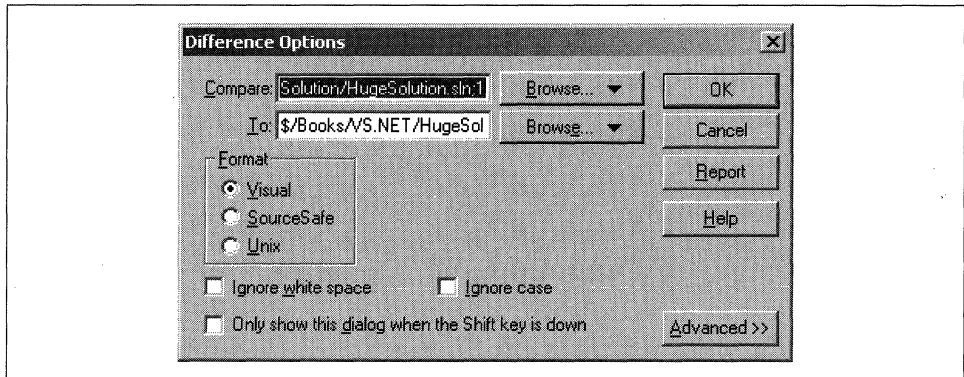 Difference Options
Compare: Solution/HugeSolution.sln;1 Browse... OK
To: $/Books/VS.NET/HugeSol Browse... Cancel
Format
Visual
SourceSafe
Unix
Report
Help
Ignore white space Ignore case
Only show this dialog when the Shift key is down Advanced >>